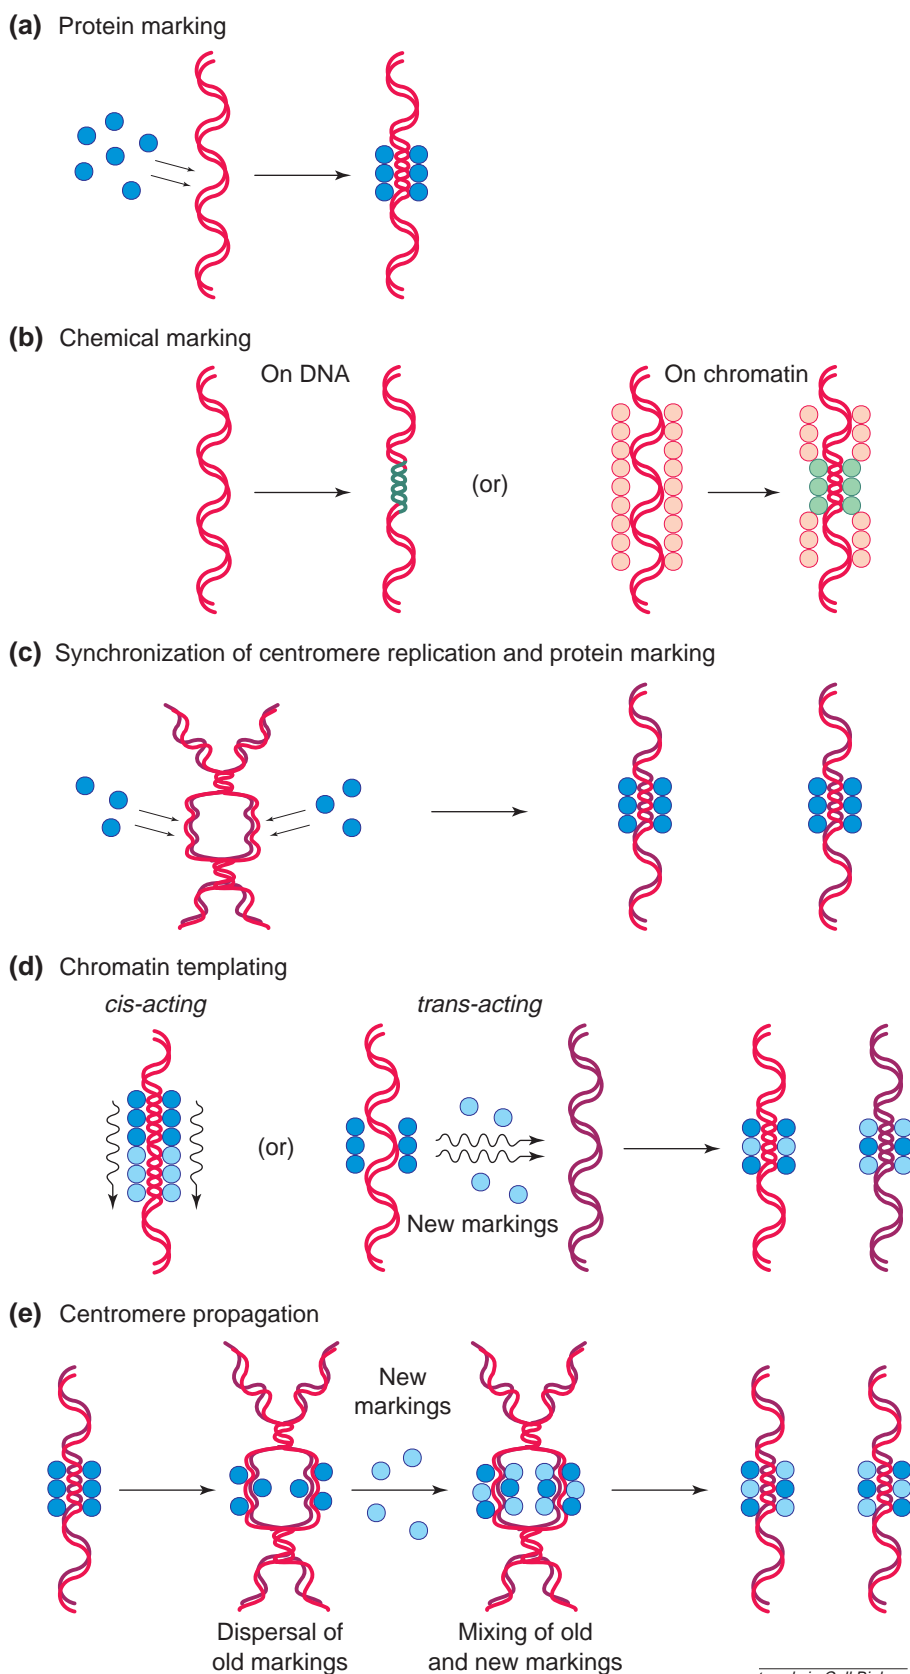 (a) Protein marking
(b) Chemical marking
On DNA
(or)
On chromatin
(c) Synchronization of centromere replication and protein marking
(d) Chromatin templating
cis-acting
(or)
trans-acting
New markings
(e) Centromere propagation
New
markings
Dispersal of
old markings
Mixing of old
and new markings